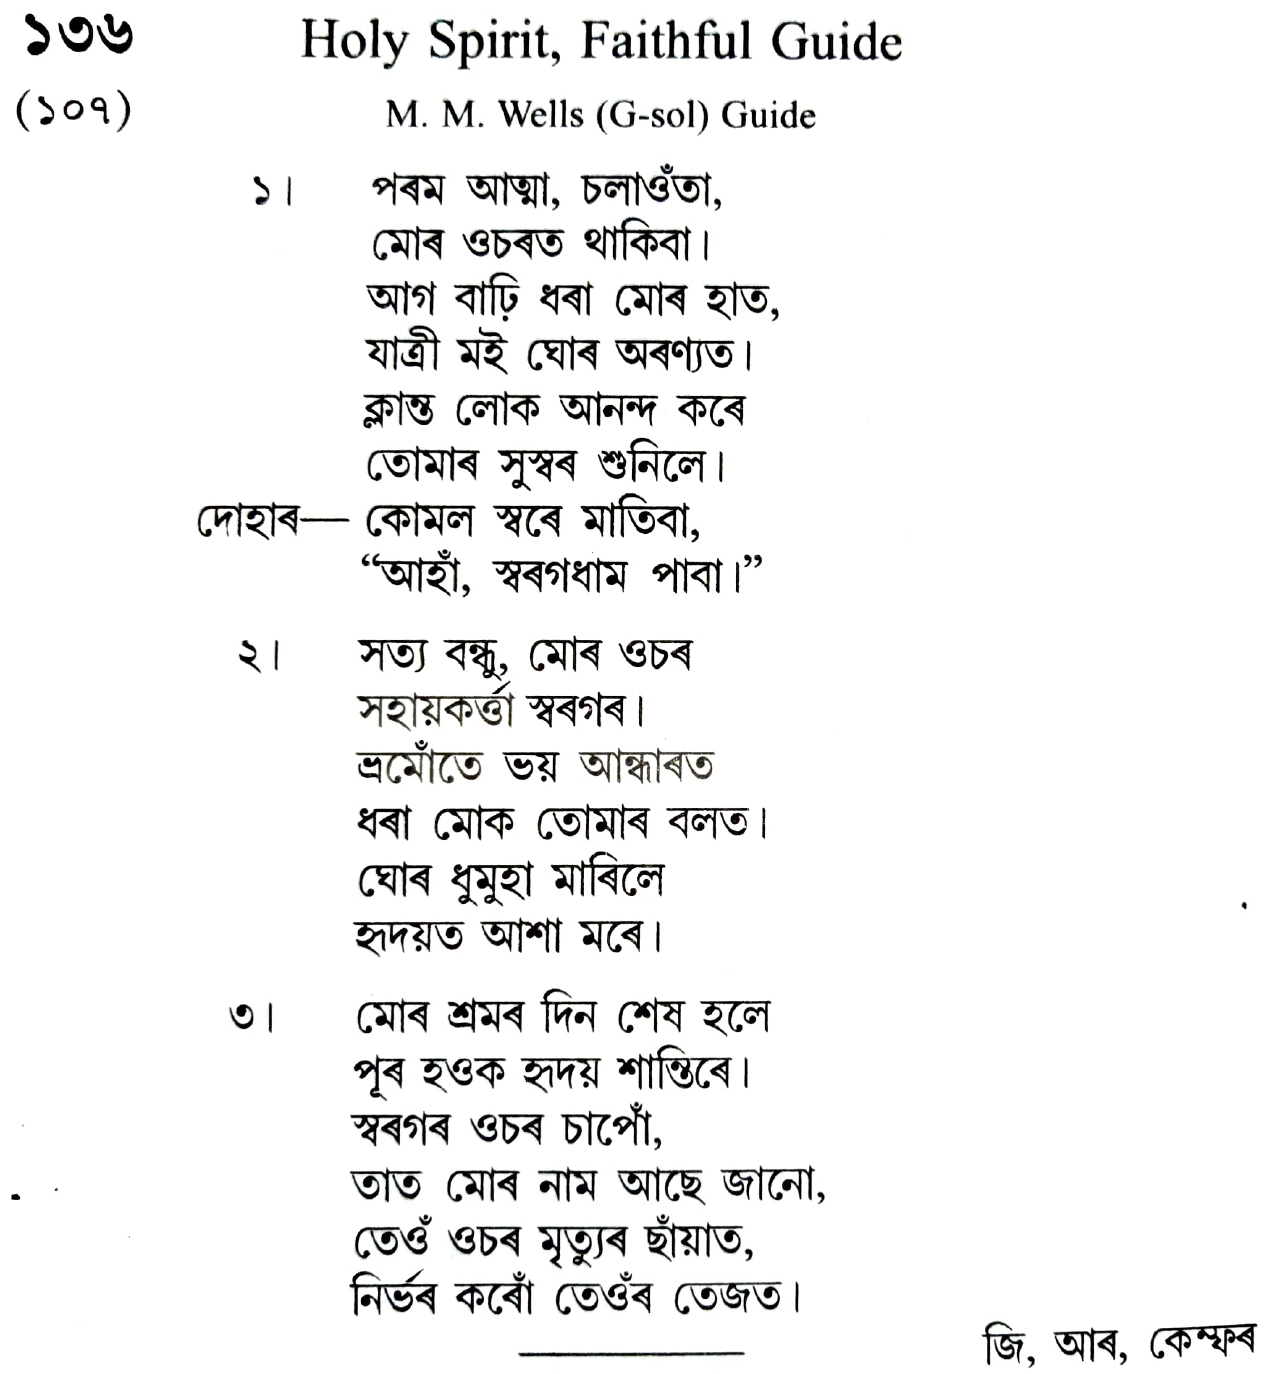 ১৩৬ Holy Spirit, Faithful Guide
(১০৭) M. M. Wells (G-sol) Guide
১। পৰম আত্মা, চলাওঁতা,
মোৰ ওচৰত থাকিবা।
আগ বাঢ়ি ধৰা মোৰ হাত,
যাত্ৰী মই ঘোৰ অৰণ্যত।
ক্লান্ত লোক আনন্দ কৰে
তোমাৰ সুস্বৰ শুনিলে।
দোহাৰ— কোমল স্বৰে মাতিবা,
“আহাঁ, স্বৰগধাম পাবা।”
২। সত্য বন্ধু, মোৰ ওচৰ
সহায়কৰ্ত্তা স্বৰগৰ।
ভ্ৰমোঁতে ভয় আন্ধাৰত
ধৰা মোক তোমাৰ বলত।
ঘোৰ ধুমুহা মাৰিলে
হৃদয়ত আশা মৰে।
৩। মোৰ শ্ৰমৰ দিন শেষ হলে
পূৰ হওক হৃদয় শান্তিৰে।
স্বৰগৰ ওচৰ চাপোঁ,
তাত মোৰ নাম আছে জানো,
তেওঁ ওচৰ মৃত্যুৰ ছাঁয়াত,
নিৰ্ভৰ কৰোঁ তেওঁৰ তেজত।
জি, আৰ, কেম্ফৰ